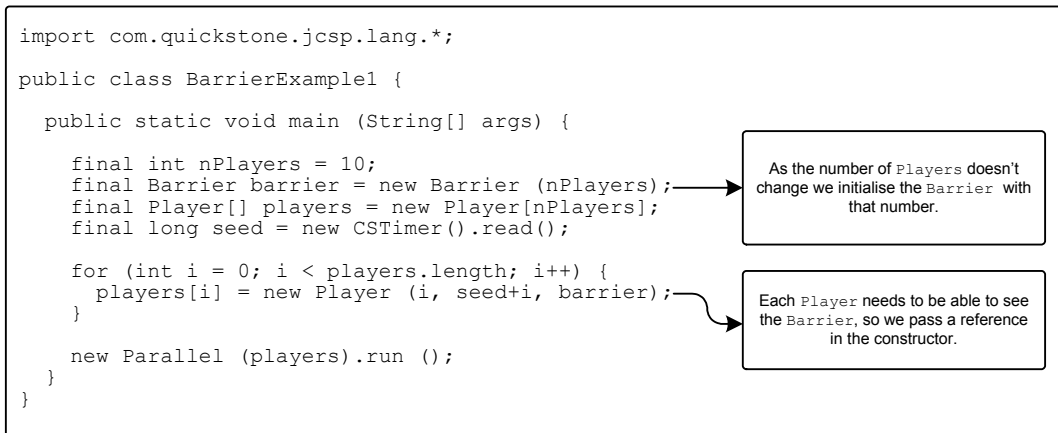 import com.quickstone.jcsp.lang.*;
public class BarrierExample1 {
public static void main (String[] args) {
final int nPlayers = 10;
final Barrier barrier = new Barrier (nPlayers);
final Player[] players = new Player[nPlayers];
final long seed = new CSTimer().read();
for (int i = 0; i < players.length; i++) {
players[i] = new Player (i, seed+i, barrier);
}
new Parallel (players).run ();
}
}
As the number of Players doesn’t
change we initialise the Barrier with
that number.
Each Player needs to be able to see
the Barrier, so we pass a reference
in the constructor.